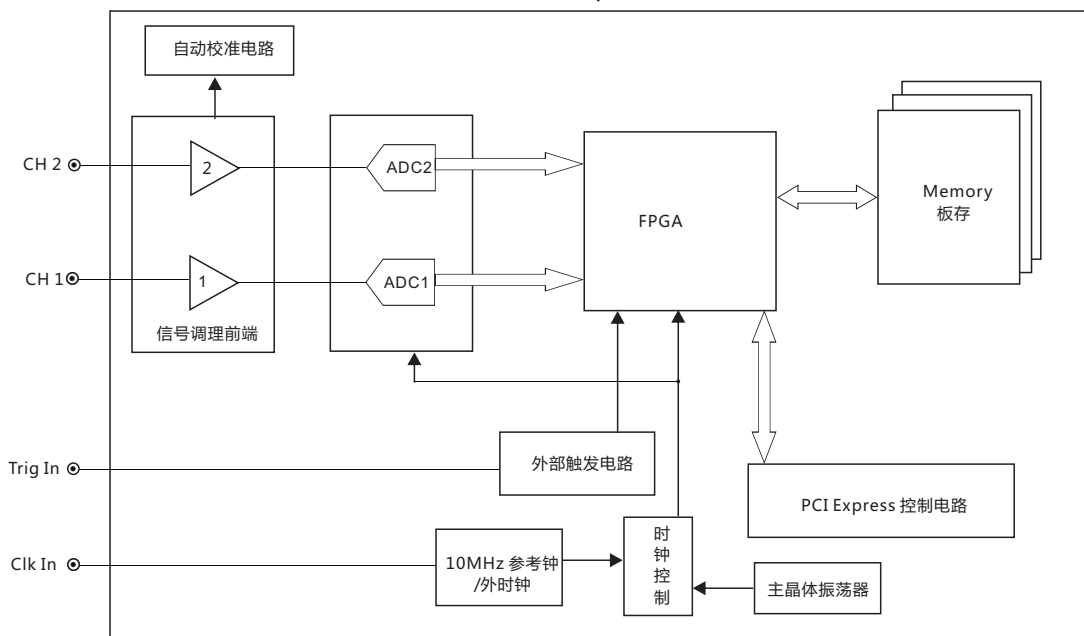 自动校准电路
CH 2
2
ADC2
FPGA
Memory
板存
CH 1
1
ADC1
信号调理前端
Trig In
外部触发电路
PCI Express 控制电路
Clk In
10MHz 参考钟
/外时钟
时
钟
控
制
主晶体振荡器